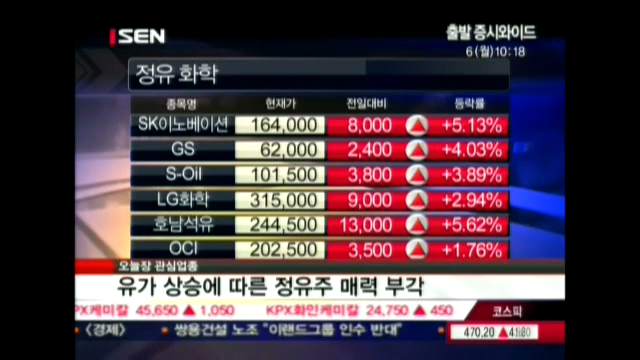 SEN
출발 증시와이드
6(월)10:18
정유 화학
종목명 현재가 전일대비 등락률
SK이노베이션 164,000 8,000 ▲ +5.13%
GS 62,000 2,400 ▲ +4.03%
S-Oil 101,500 3,800 ▲ +3.89%
LG화학 315,000 9,000 ▲ +2.94%
호남석유 244,500 13,000 ▲ +5.62%
OCI 202,500 3,500 ▲ +1.76%
오늘장 관심업종
유가 상승에 따른 정유주 매력 부각
KPX케미칼 45,650 ▲ 1,050 KPX화인케미칼 24,750 ▲ 450 코스피
<경제> 쌍용건설 노조 "이랜드그룹 인수 반대"